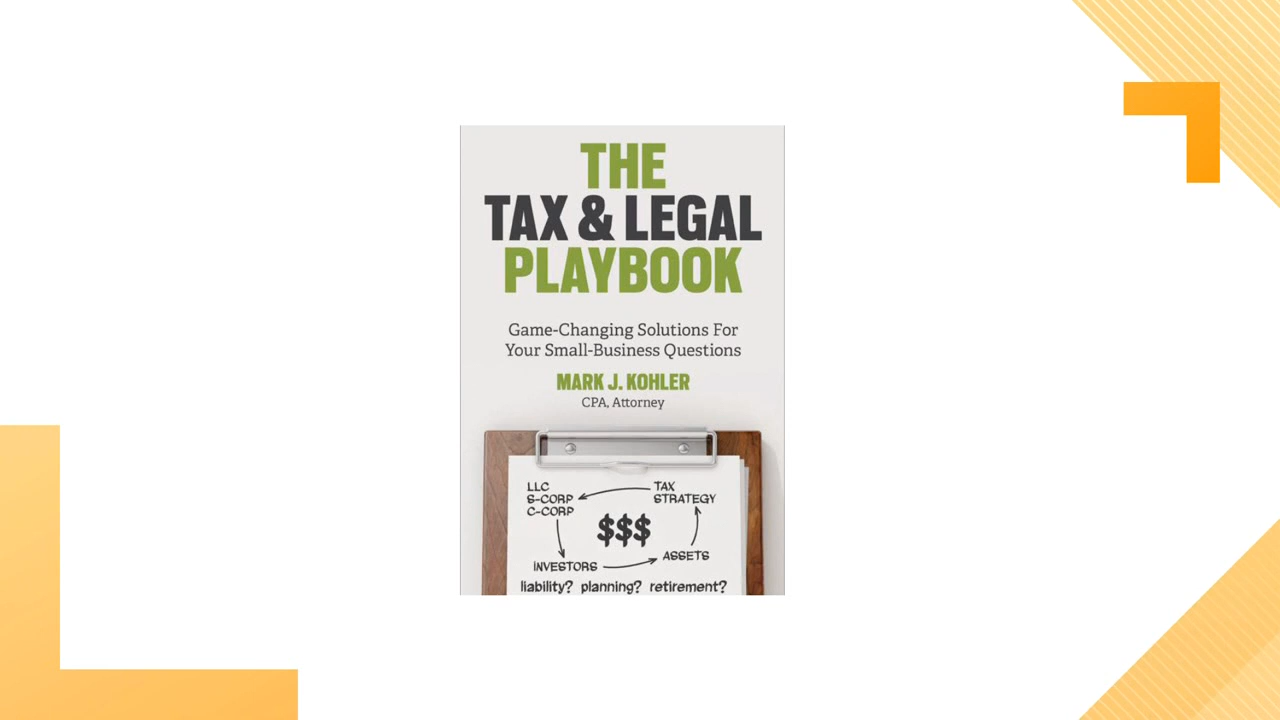 THE
TAX & LEGAL
PLAYBOOK
Game-Changing Solutions For
Your Small-Business Questions
MARK J. KOHLER
CPA, Attorney
LLC
S-CORP
C-CORP
TAX
STRATEGY
$$$
INVESTORS
ASSETS
liability? planning? retirement?